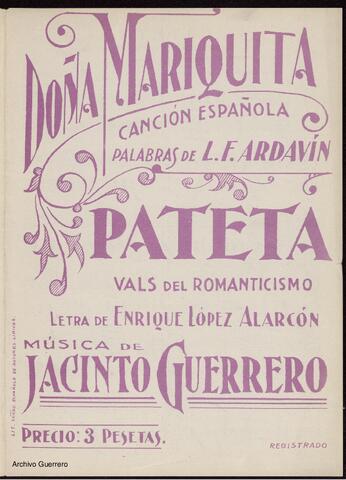 DOÑA MARIQUITA
CANCIÓN ESPAÑOLA
PALABRAS DE L. F. ARDAVÍN
PATETA
VALS DEL ROMANTICISMO
LETRA DE ENRIQUE LÓPEZ ALARCÓN
MÚSICA DE
JACINTO GUERRERO
PRECIO: 3 PESETAS.
REGISTRADO
Archivo Guerrero